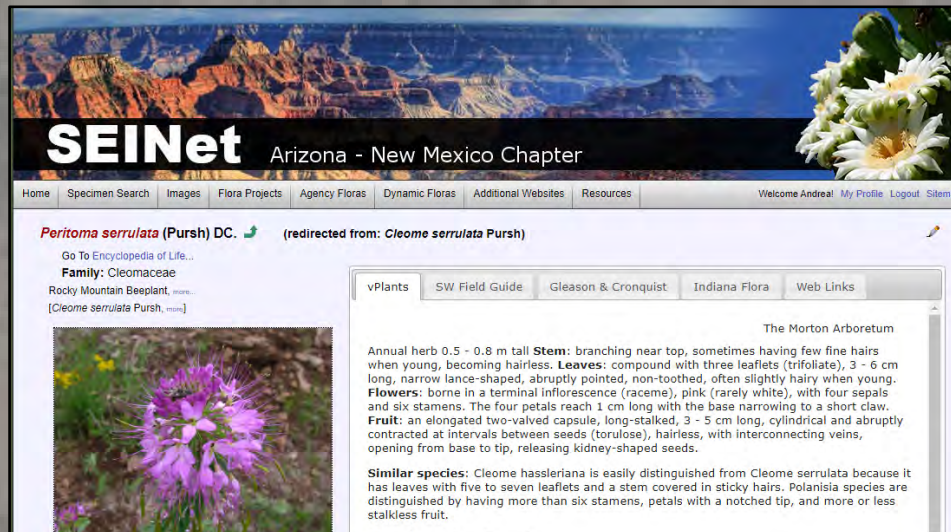 SEINet Arizona - New Mexico Chapter
Home Specimen Search Images Flora Projects Agency Floras Dynamic Floras Additional Websites Resources Welcome Andrea! My Profile Logout Sitem
Peritoma serrulata (Pursh) DC. (redirected from: Cleome serrulata Pursh)
Go To Encyclopedia of Life...
Family: Cleomaceae
Rocky Mountain Beeplant, more...
[Cleome serrulata Pursh, more]
vPlants SW Field Guide Gleason & Cronquist Indiana Flora Web Links
The Morton Arboretum
Annual herb 0.5 - 0.8 m tall Stem: branching near top, sometimes having few fine hairs
when young, becoming hairless. Leaves: compound with three leaflets (trifoliate), 3 - 6 cm
long, narrow lance-shaped, abruptly pointed, non-toothed, often slightly hairy when young.
Flowers: borne in a terminal inflorescence (raceme), pink (rarely white), with four sepals
and six stamens. The four petals reach 1 cm long with the base narrowing to a short claw.
Fruit: an elongated two-valved capsule, long-stalked, 3 - 5 cm long, cylindrical and abruptly
contracted at intervals between seeds (torulose), hairless, with interconnecting veins,
opening from base to tip, releasing kidney-shaped seeds.
Similar species: Cleome hassleriana is easily distinguished from Cleome serrulata because it
has leaves with five to seven leaflets and a stem covered in sticky hairs. Polanisia species are
distinguished by having more than six stamens, petals with a notched tip, and more or less
stalkless fruit.